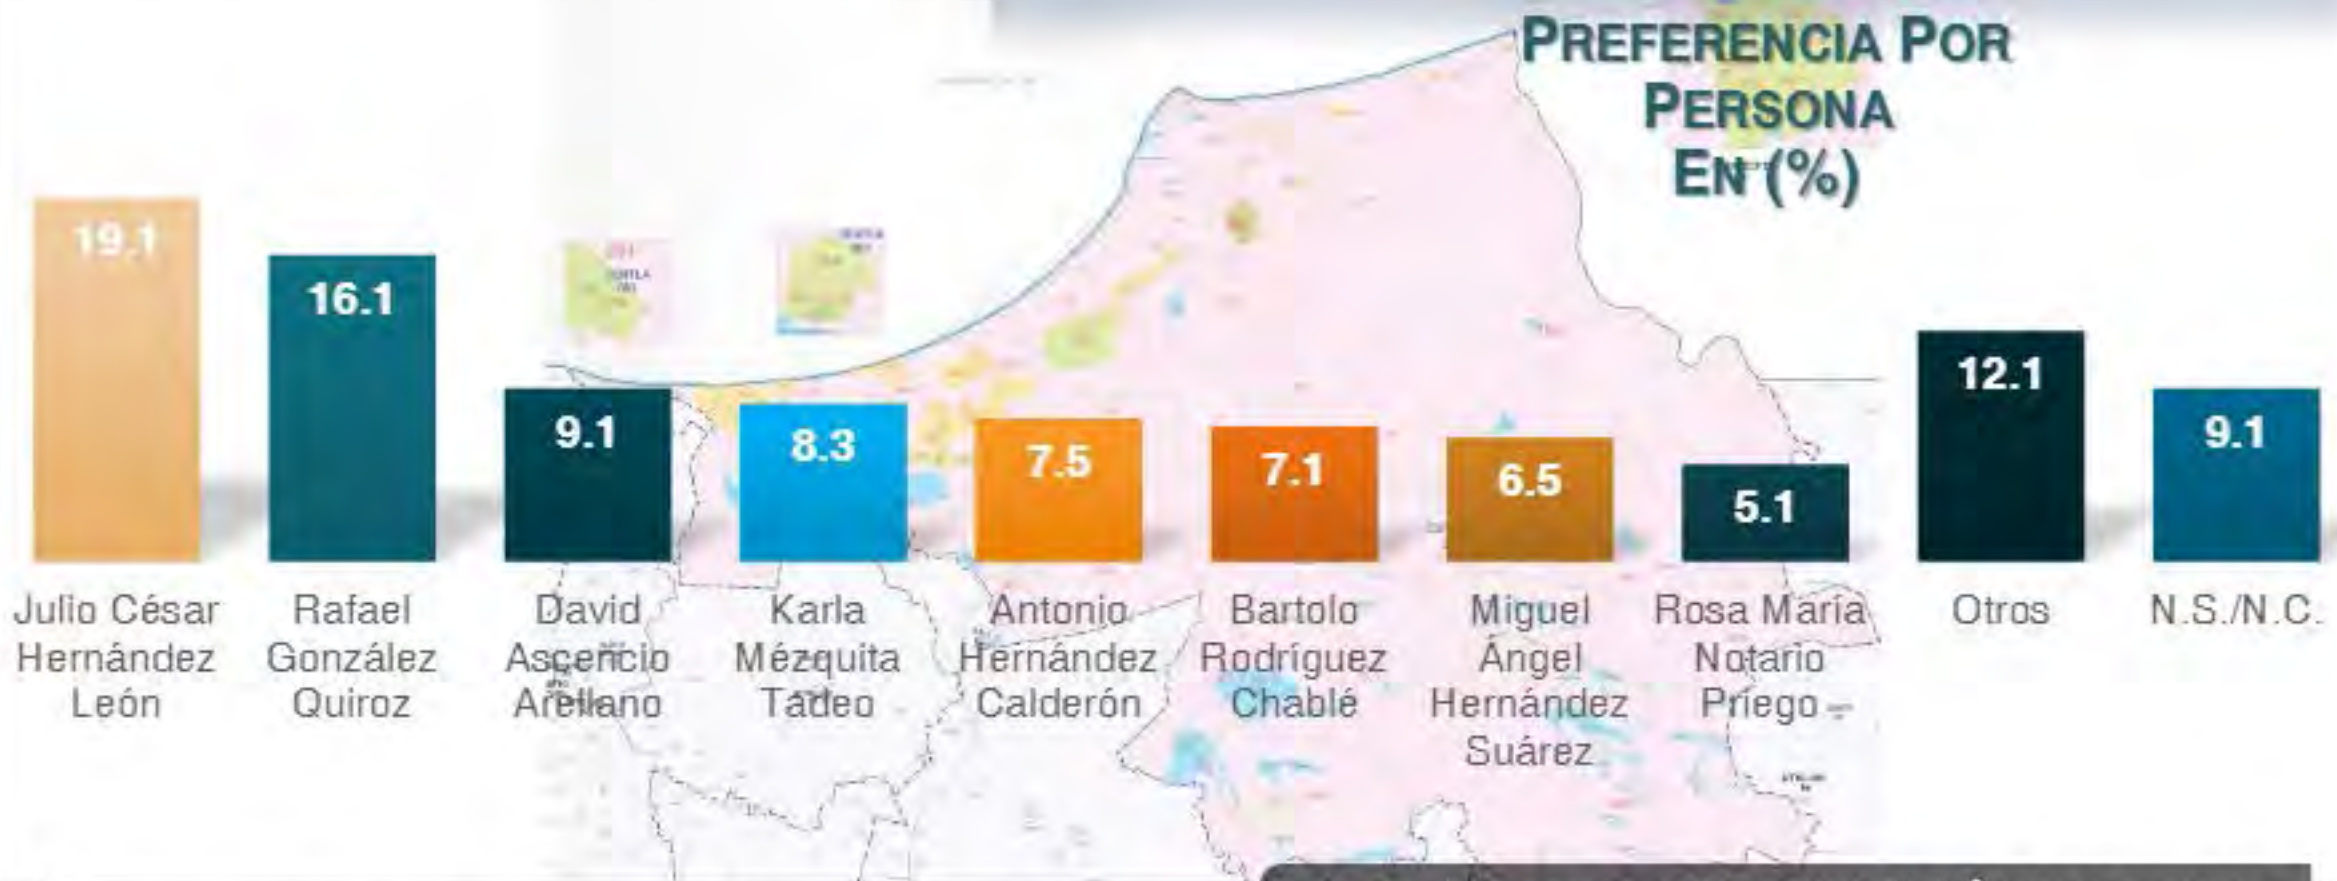 PREFERENCIA POR
PERSONA
EN (%)
19.1
16.1
9.1
8.3
7.5
7.1
6.5
5.1
12.1
9.1
Julio César
Hernández
León
Rafael
González
Quiroz
David
Ascencio
Arellano
Karla
Mézquita
Tadeo
Antonio
Hernández
Calderón
Bartolo
Rodríguez
Chablé
Miguel
Ángel
Hernández
Suárez
Rosa María
Notario
Priego
Otros
N.S./N.C.